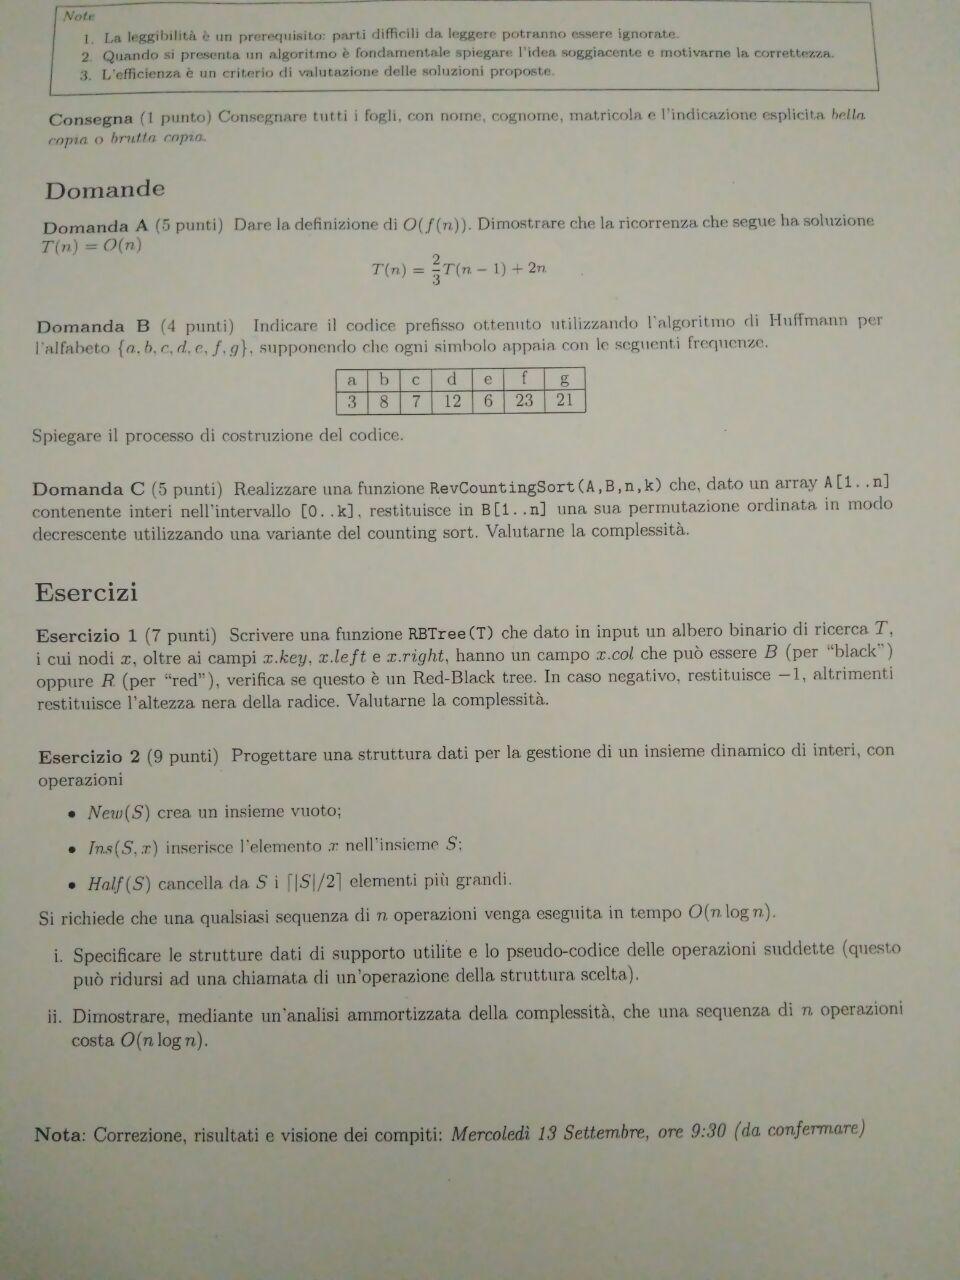 Note
1. La leggibilità è un prerequisito: parti difficili da leggere potranno essere ignorate.
2. Quando si presenta un algoritmo è fondamentale spiegare l'idea soggiacente e motivarne la correttezza.
3. L'efficienza è un criterio di valutazione delle soluzioni proposte.
Consegna (1 punto) Consegnare tutti i fogli, con nome, cognome, matricola e l'indicazione esplicita bella
copia o brutta copia.
Domande
Domanda A (5 punti) Dare la definizione di O(f(n)). Dimostrare che la ricorrenza che segue ha soluzione
T(n) = O(n)
T(n) = 2/3 T(n − 1) + 2n
Domanda B (4 punti) Indicare il codice prefisso ottenuto utilizzando l'algoritmo di Huffmann per
l'alfabeto {a, b, c, d, e, f, g}, supponendo che ogni simbolo appaia con le seguenti frequenze.
a b c d e f g
3 8 7 12 6 23 21
Spiegare il processo di costruzione del codice.
Domanda C (5 punti) Realizzare una funzione RevCountingSort(A,B,n,k) che, dato un array A[1..n]
contenente interi nell'intervallo [0..k], restituisce in B[1..n] una sua permutazione ordinata in modo
decrescente utilizzando una variante del counting sort. Valutarne la complessità.
Esercizi
Esercizio 1 (7 punti) Scrivere una funzione RBTree(T) che dato in input un albero binario di ricerca T,
i cui nodi x, oltre ai campi x.key, x.left e x.right, hanno un campo x.col che può essere B (per “black”)
oppure R (per “red”), verifica se questo è un Red-Black tree. In caso negativo, restituisce −1, altrimenti
restituisce l'altezza nera della radice. Valutarne la complessità.
Esercizio 2 (9 punti) Progettare una struttura dati per la gestione di un insieme dinamico di interi, con
operazioni
• New(S) crea un insieme vuoto;
• Ins(S, x) inserisce l'elemento x nell'insieme S;
• Half(S) cancella da S i ⌈|S|/2⌉ elementi più grandi.
Si richiede che una qualsiasi sequenza di n operazioni venga eseguita in tempo O(n log n).
i. Specificare le strutture dati di supporto utilite e lo pseudo-codice delle operazioni suddette (questo
può ridursi ad una chiamata di un'operazione della struttura scelta).
ii. Dimostrare, mediante un'analisi ammortizzata della complessità, che una sequenza di n operazioni
costa O(n log n).
Nota: Correzione, risultati e visione dei compiti: Mercoledì 13 Settembre, ore 9:30 (da confermare)